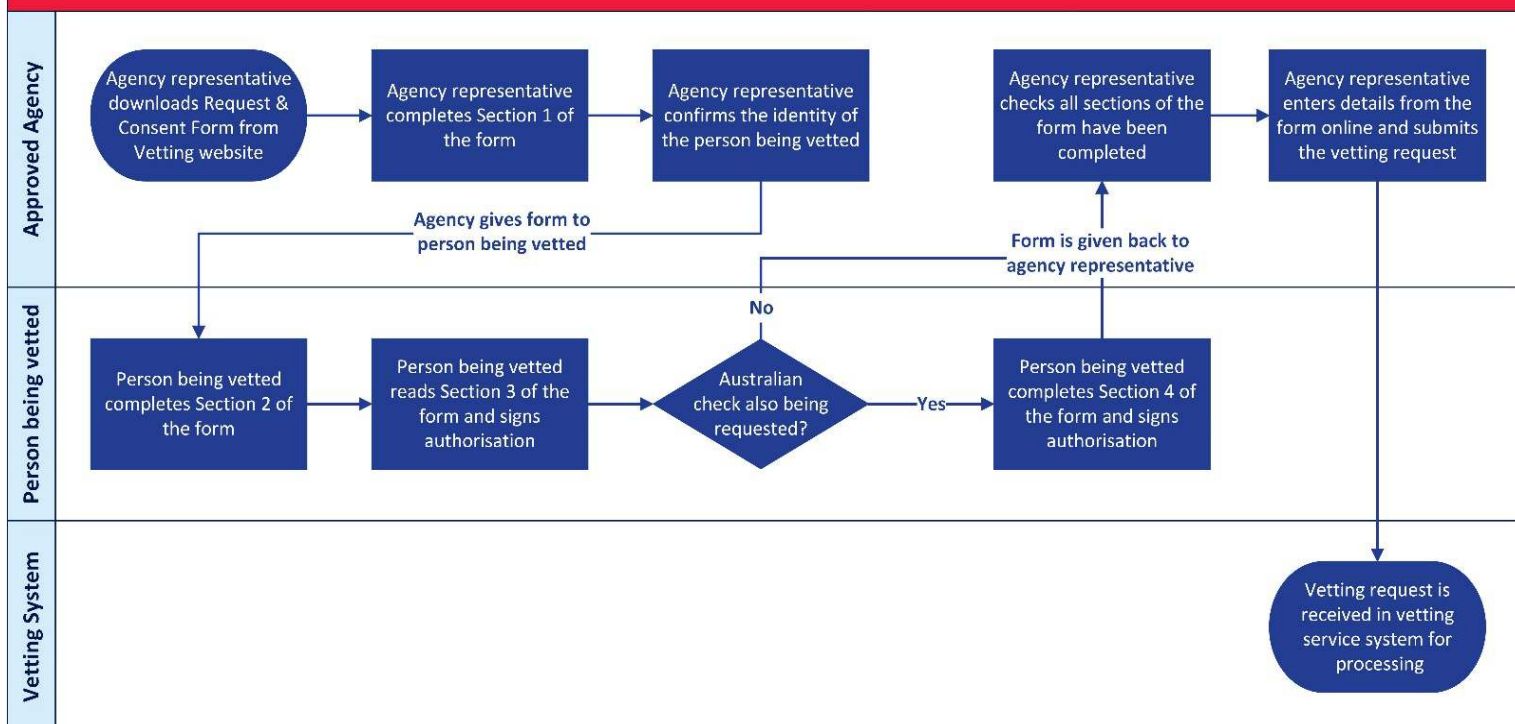 Approved Agency
Agency representative
downloads Request &
Consent Form from
Vetting website
Agency representative
completes Section 1 of
the form
Agency representative
confirms the identity of
the person being vetted
Agency representative
checks all sections of the
form have been
completed
Agency representative
enters details from the
form online and submits
the vetting request
Agency gives form to
person being vetted
Form is given back to
agency representative
Person being vetted
No
Person being vetted
completes Section 2 of
the form
Person being vetted
reads Section 3 of the
form and signs
authorisation
Australian
check also being
requested?
Yes
Person being vetted
completes Section 4 of
the form and signs
authorisation
Vetting System
Vetting request is
received in vetting
service system for
processing